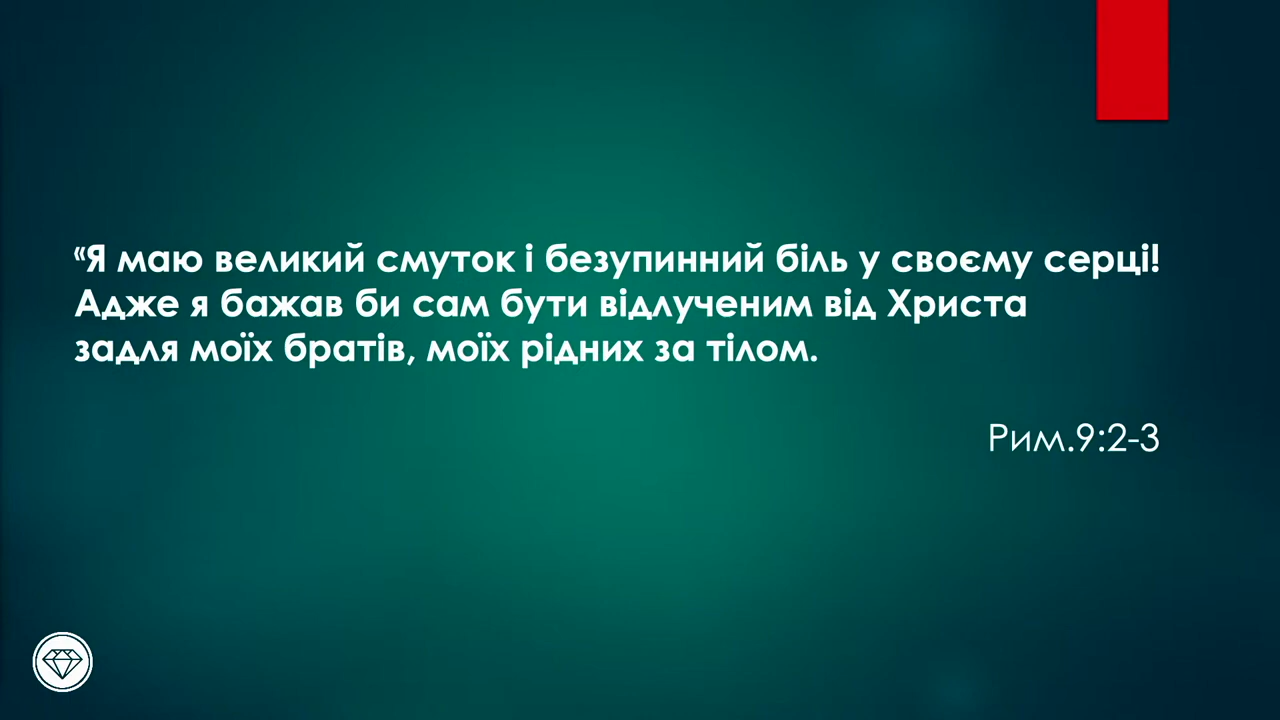 “Я маю великий смуток і безупинний біль у своєму серці!
Адже я бажав би сам бути відлученим від Христа
задля моїх братів, моїх рідних за тілом.
Рим.9:2-3